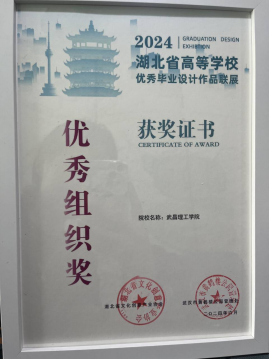 2024
GRADUATION DESIGN
EXHIBITION
湖北省高等学校
优秀毕业设计作品联展
优秀组织奖
获奖证书
CERTIFICATE OF AWARD
院校名称：武昌理工学院